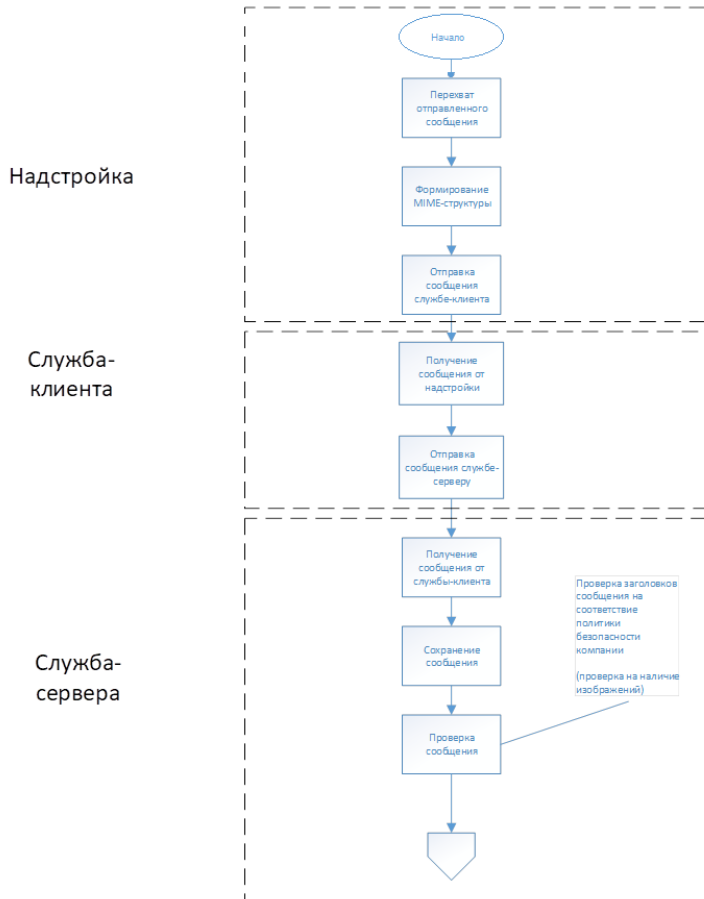 Начало
Перехват
отправленного
сообщения
Надстройка
Формирование
MIME-структуры
Отправка
сообщения
службе-клиента
Служба-
клиента
Получение
сообщения от
надстройки
Отправка
сообщения службе-
серверу
Получение
сообщения от
службы-клиента
Проверка заголовков
сообщения на
соответствие
политики
безопасности
компании
(проверка на наличие
изображений)
Служба-
сервера
Сохранение
сообщения
Проверка
сообщения